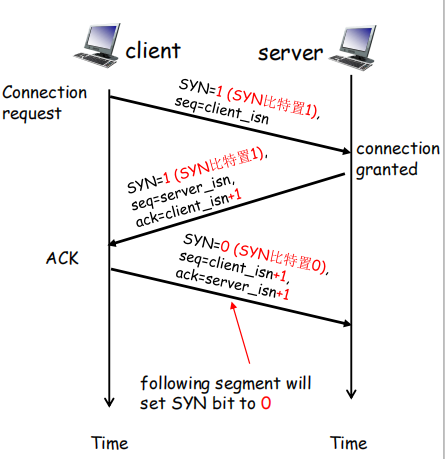 client
server
Connection
request
SYN=1 (SYN比特置1),
seq=client_isn
connection
granted
SYN=1 (SYN比特置1),
seq=server_isn,
ack=client_isn+1
ACK
SYN=0 (SYN比特置0),
seq=client_isn+1,
ack=server_isn+1
following segment will
set SYN bit to 0
Time
Time